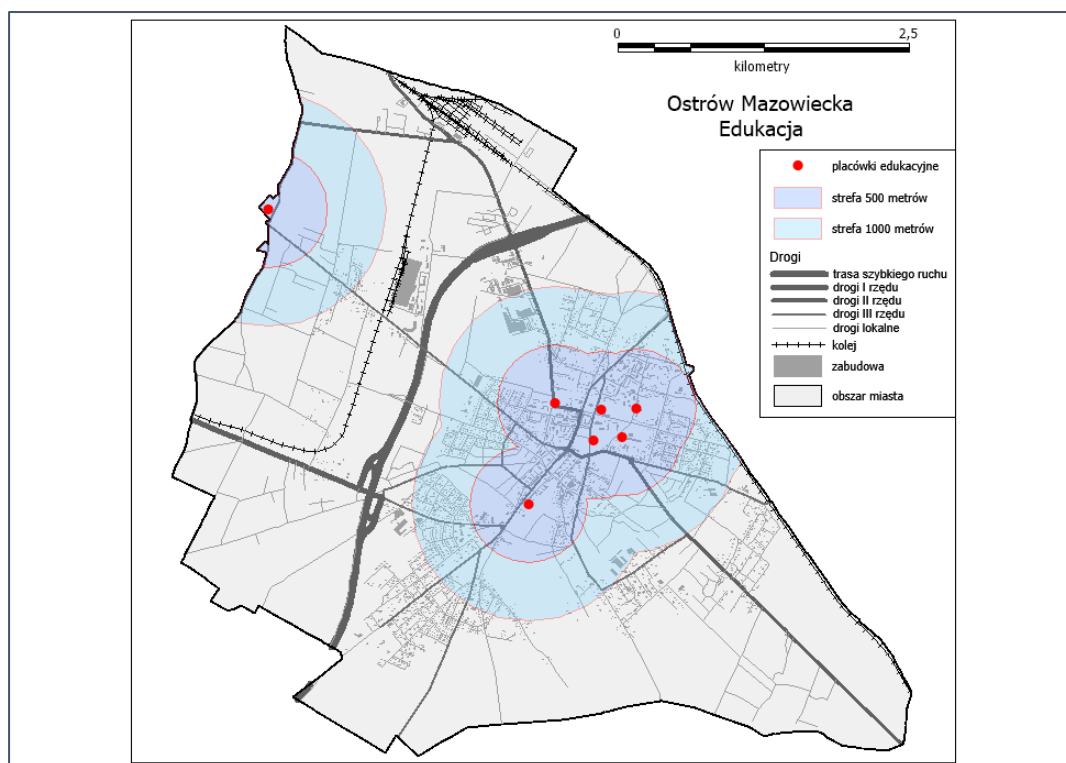 0 2,5
kilometry
Ostrów Mazowiecka
Edukacja
placówki edukacyjne
strefa 500 metrów
strefa 1000 metrów
Drogi
trasa szybkiego ruchu
drogi I rzędu
drogi II rzędu
drogi III rzędu
drogi lokalne
kolej
zabudowa
obszar miasta